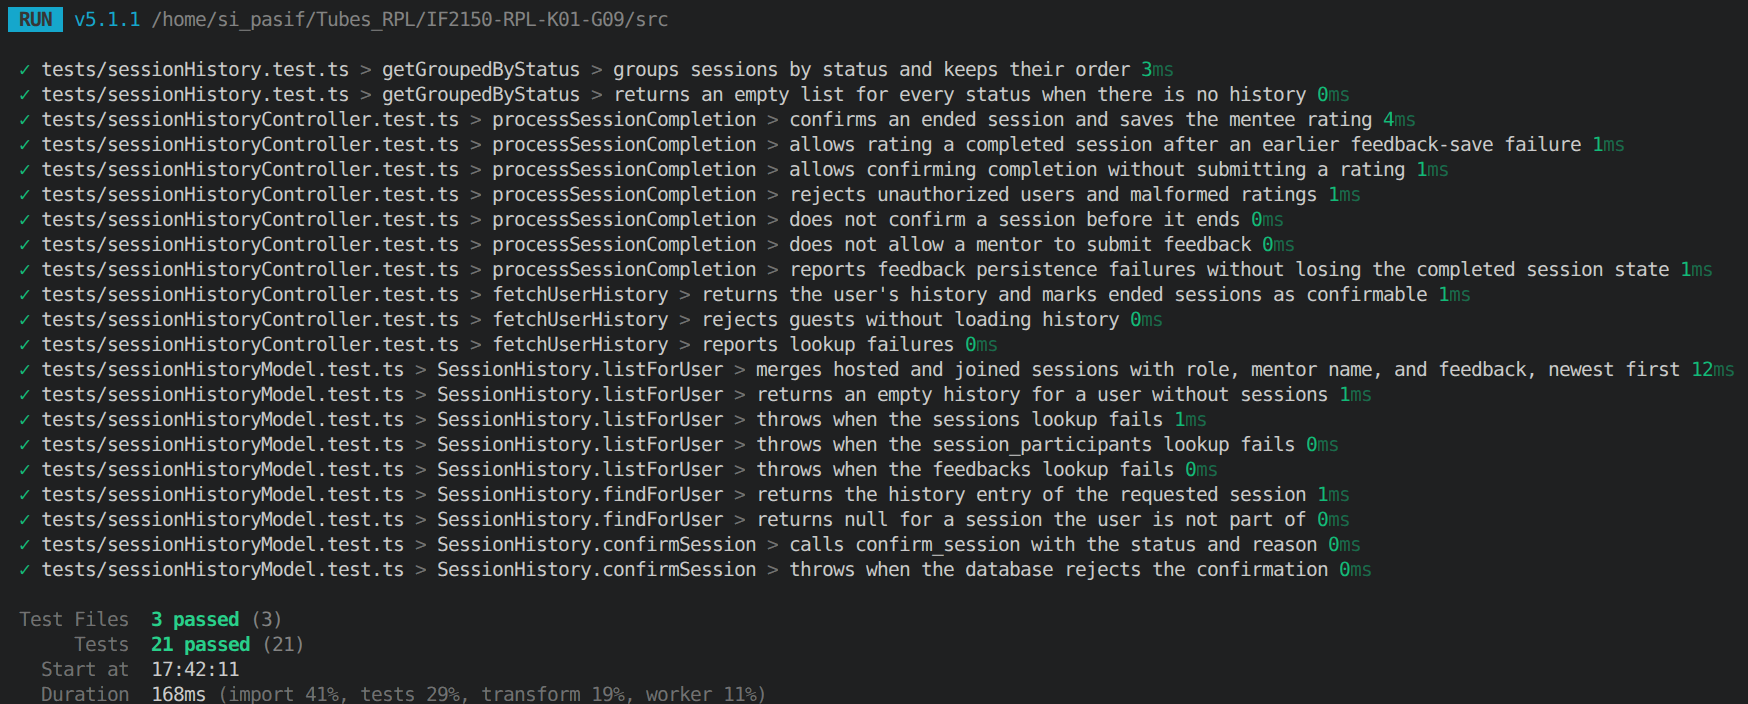 RUN v5.1.1 /home/si_pasif/Tubes_RPL/IF2150-RPL-K01-G09/src
✓ tests/sessionHistory.test.ts > getGroupedByStatus > groups sessions by status and keeps their order 3ms
✓ tests/sessionHistory.test.ts > getGroupedByStatus > returns an empty list for every status when there is no history 0ms
✓ tests/sessionHistoryController.test.ts > processSessionCompletion > confirms an ended session and saves the mentee rating 4ms
✓ tests/sessionHistoryController.test.ts > processSessionCompletion > allows rating a completed session after an earlier feedback-save failure 1ms
✓ tests/sessionHistoryController.test.ts > processSessionCompletion > allows confirming completion without submitting a rating 1ms
✓ tests/sessionHistoryController.test.ts > processSessionCompletion > rejects unauthorized users and malformed ratings 1ms
✓ tests/sessionHistoryController.test.ts > processSessionCompletion > does not confirm a session before it ends 0ms
✓ tests/sessionHistoryController.test.ts > processSessionCompletion > does not allow a mentor to submit feedback 0ms
✓ tests/sessionHistoryController.test.ts > processSessionCompletion > reports feedback persistence failures without losing the completed session state 1ms
✓ tests/sessionHistoryController.test.ts > fetchUserHistory > returns the user's history and marks ended sessions as confirmable 1ms
✓ tests/sessionHistoryController.test.ts > fetchUserHistory > rejects guests without loading history 0ms
✓ tests/sessionHistoryController.test.ts > fetchUserHistory > reports lookup failures 0ms
✓ tests/sessionHistoryModel.test.ts > SessionHistory.listForUser > merges hosted and joined sessions with role, mentor name, and feedback, newest first 12ms
✓ tests/sessionHistoryModel.test.ts > SessionHistory.listForUser > returns an empty history for a user without sessions 1ms
✓ tests/sessionHistoryModel.test.ts > SessionHistory.listForUser > throws when the sessions lookup fails 1ms
✓ tests/sessionHistoryModel.test.ts > SessionHistory.listForUser > throws when the session_participants lookup fails 0ms
✓ tests/sessionHistoryModel.test.ts > SessionHistory.listForUser > throws when the feedbacks lookup fails 0ms
✓ tests/sessionHistoryModel.test.ts > SessionHistory.findForUser > returns the history entry of the requested session 1ms
✓ tests/sessionHistoryModel.test.ts > SessionHistory.findForUser > returns null for a session the user is not part of 0ms
✓ tests/sessionHistoryModel.test.ts > SessionHistory.confirmSession > calls confirm_session with the status and reason 0ms
✓ tests/sessionHistoryModel.test.ts > SessionHistory.confirmSession > throws when the database rejects the confirmation 0ms
Test Files 3 passed (3)
Tests 21 passed (21)
Start at 17:42:11
Duration 168ms (import 41%, tests 29%, transform 19%, worker 11%)